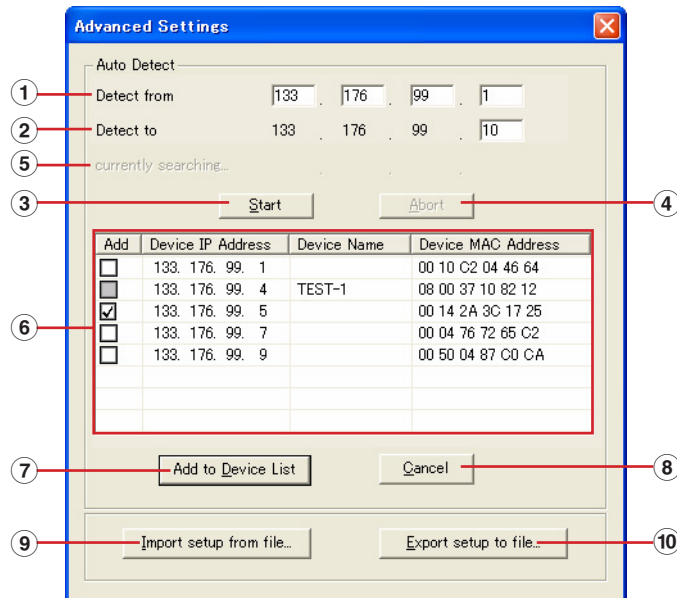 Advanced Settings
Auto Detect
① Detect from 133 . 176 . 99 . 1
② Detect to 133 . 176 . 99 . 10
⑤ currently searching... . . .
③ Start Abort ④
Add Device IP Address Device Name Device MAC Address
133. 176. 99. 1 00 10 C2 04 46 64
133. 176. 99. 4 TEST-1 08 00 37 10 82 12
⑥ 133. 176. 99. 5 00 14 2A 3C 17 25
133. 176. 99. 7 00 04 76 72 65 C2
133. 176. 99. 9 00 50 04 87 C0 CA
⑦ Add to Device List Cancel ⑧
⑨ Import setup from file... Export setup to file... ⑩